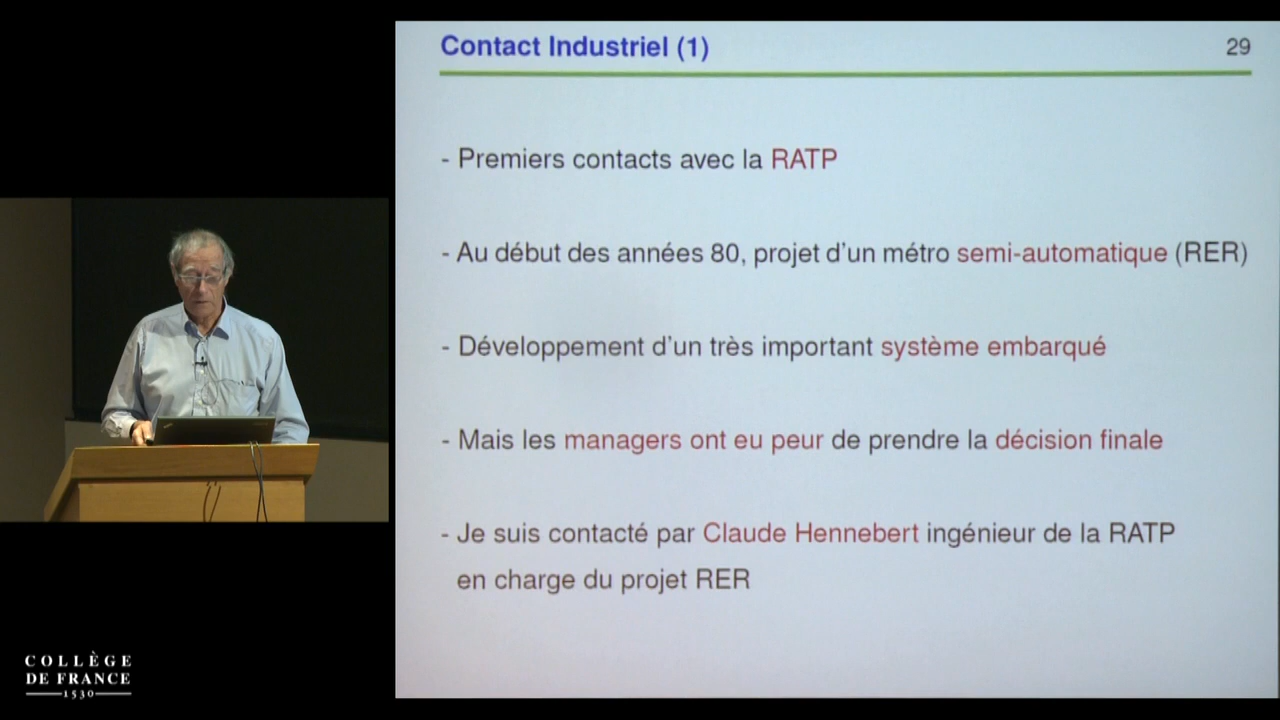 Contact Industriel (1)
29
- Premiers contacts avec la RATP
- Au début des années 80, projet d'un métro semi-automatique (RER)
- Développement d'un très important système embarqué
- Mais les managers ont eu peur de prendre la décision finale
- Je suis contacté par Claude Hennebert ingénieur de la RATP
en charge du projet RER
COLLÈGE
DE FRANCE
1530